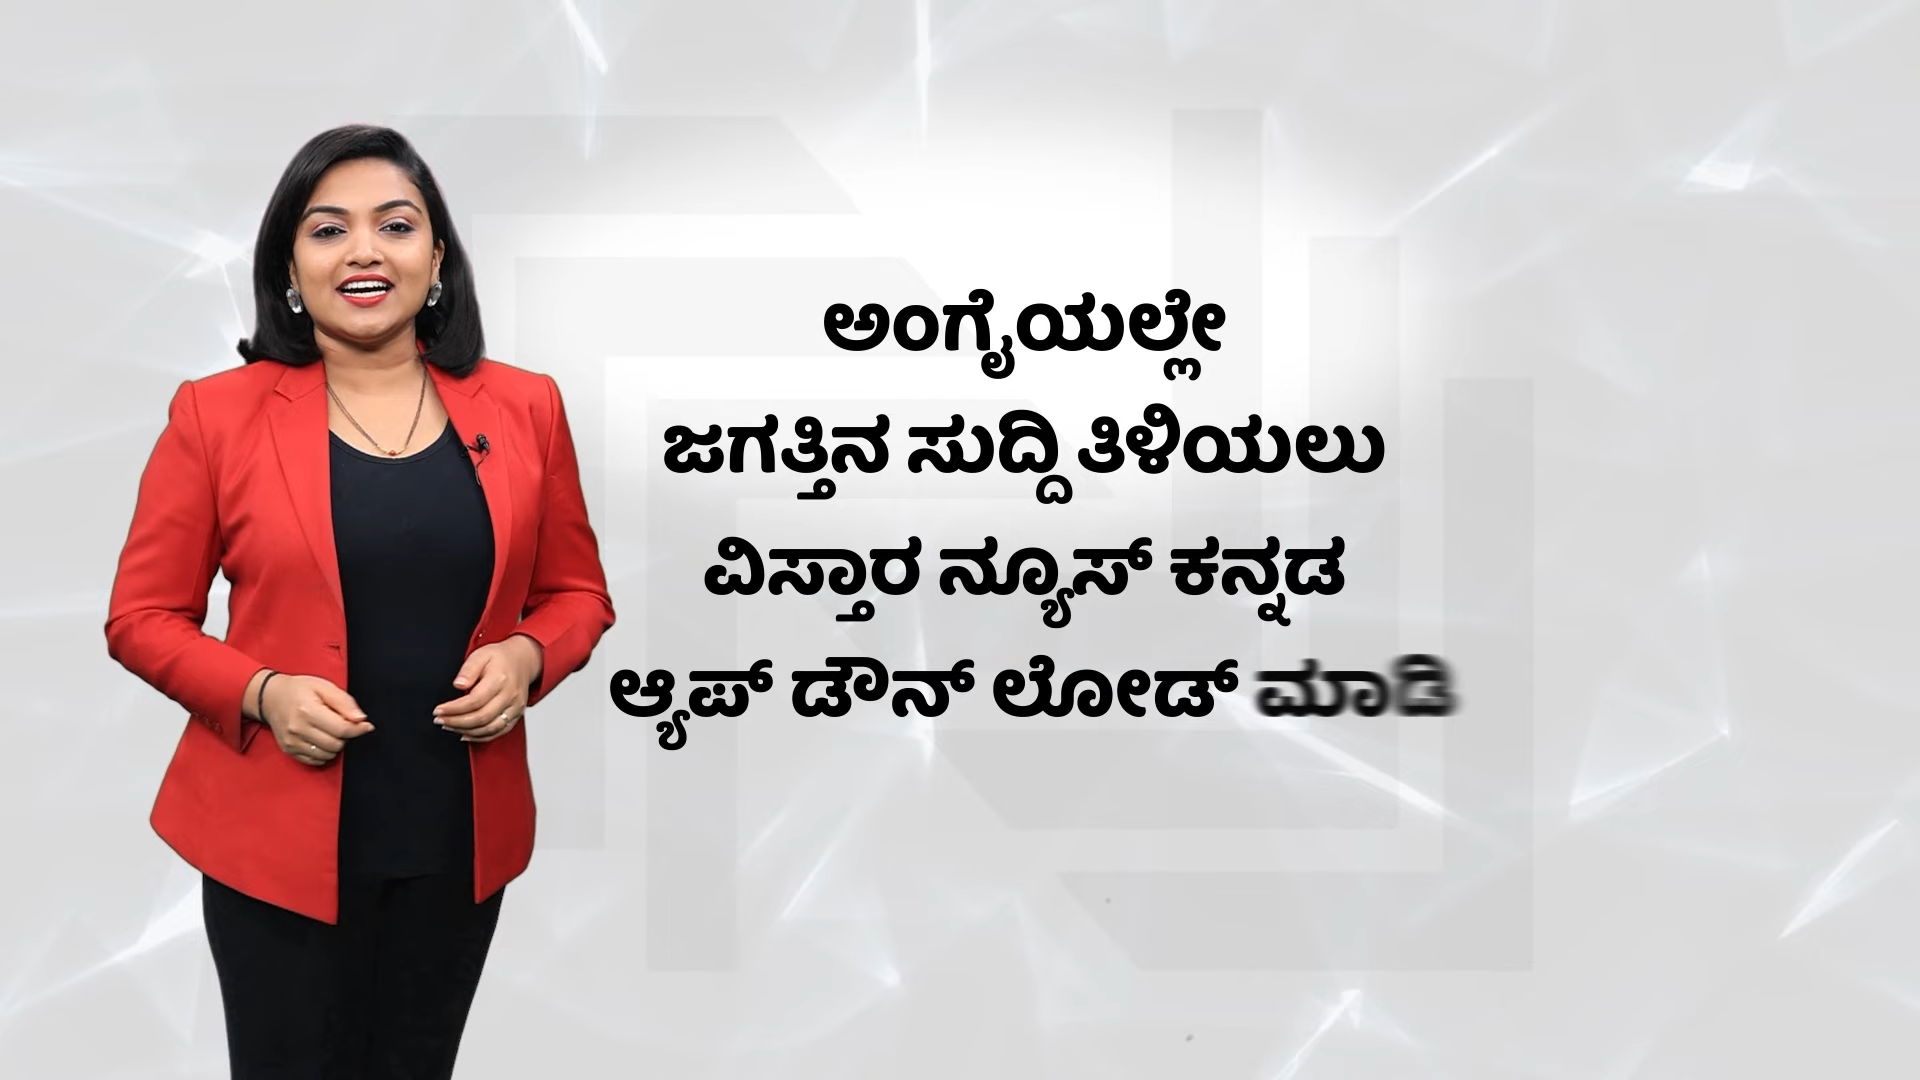 ಅಂಗೈಯಲ್ಲೇ
ಜಗತ್ತಿನ ಸುದ್ದಿ ತಿಳಿಯಲು
ವಿಸ್ತಾರ ನ್ಯೂಸ್ ಕನ್ನಡ
ಆ್ಯಪ್ ಡೌನ್ ಲೋಡ್ ಮಾಡಿ